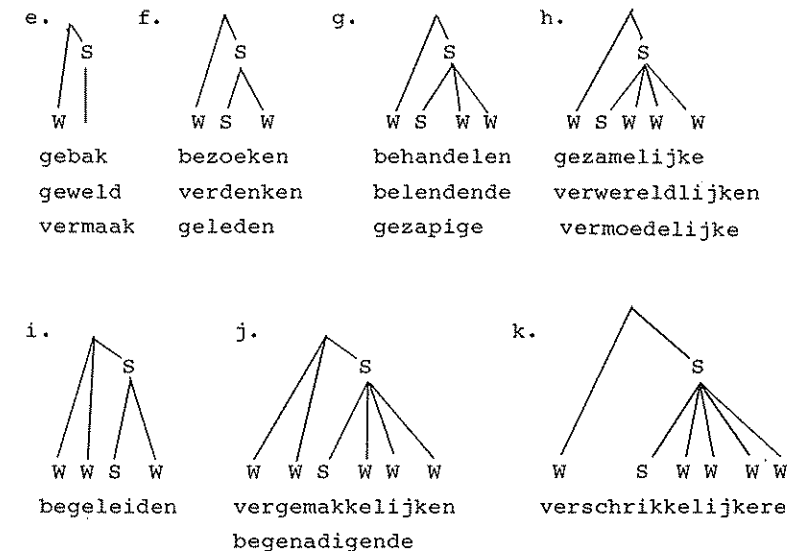 e. f. g. h.
S S S S
W W S W W S W W W S W W W
gebak bezoeken behandelen gezamelijke
geweld verdenken belendende verwereldlijken
vermaak geleden gezapige vermoedelijke
i. j. k.
S S S
W W S W W W S W W W W S W W W W
begeleiden vergemakkelijken verschrikkelijkere
begenadigende